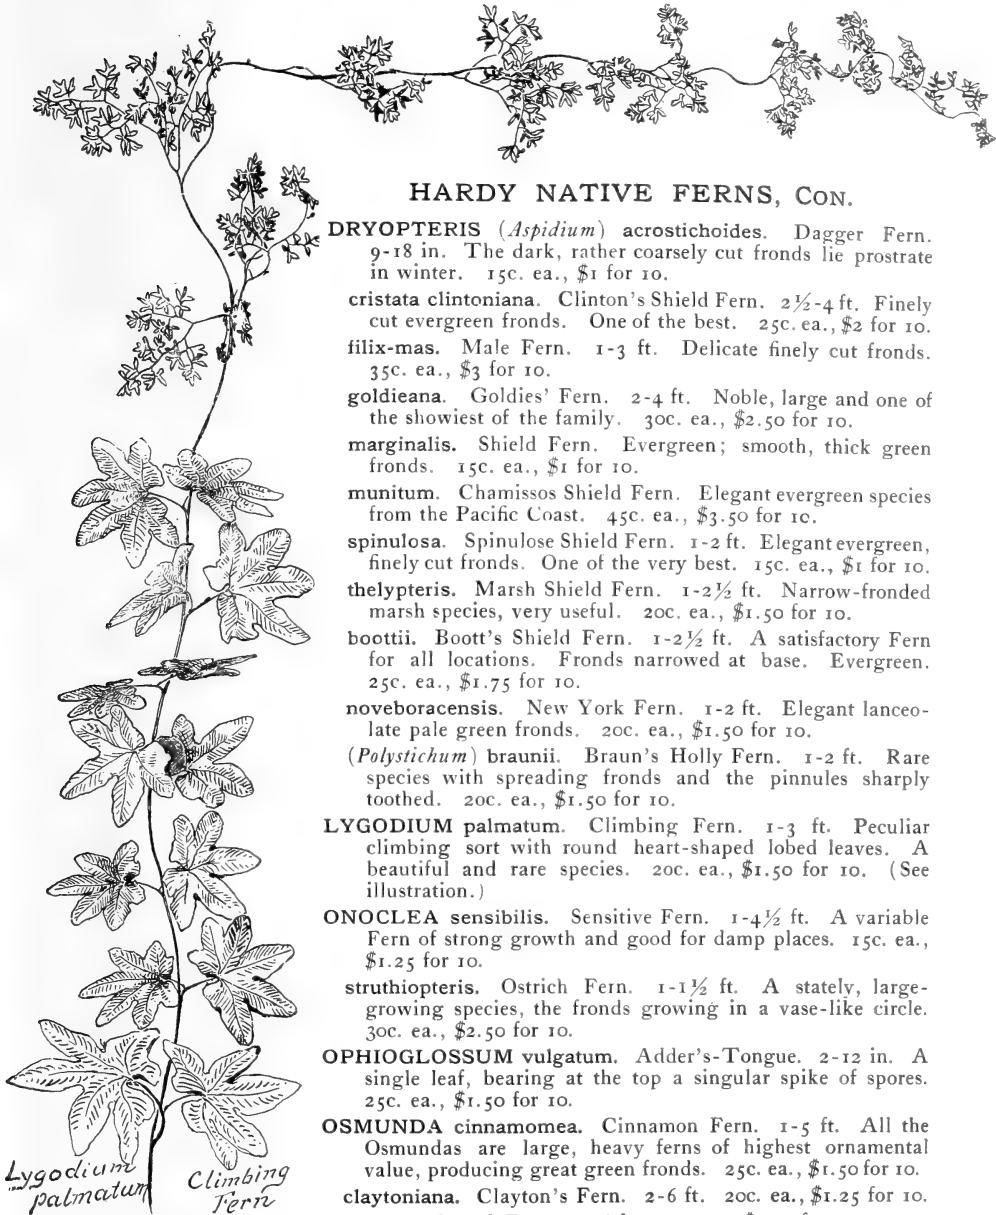 HARDY NATIVE FERNS, CON.
DRYOPTERIS (Aspidium) acrostichoides. Dagger Fern.
9-18 in. The dark, rather coarsely cut fronds lie prostrate
in winter. 15c. ea., $1 for 10.
cristata clintoniana. Clinton's Shield Fern. 2½-4 ft. Finely
cut evergreen fronds. One of the best. 25c. ea., $2 for 10.
filix-mas. Male Fern. 1-3 ft. Delicate finely cut fronds.
35c. ea., $3 for 10.
goldieana. Goldies' Fern. 2-4 ft. Noble, large and one of
the showiest of the family. 30c. ea., $2.50 for 10.
marginalis. Shield Fern. Evergreen; smooth, thick green
fronds. 15c. ea., $1 for 10.
munitum. Chamissos Shield Fern. Elegant evergreen species
from the Pacific Coast. 45c. ea., $3.50 for 10.
spinulosa. Spinulose Shield Fern. 1-2 ft. Elegant evergreen,
finely cut fronds. One of the very best. 15c. ea., $1 for 10.
thelypteris. Marsh Shield Fern. 1-2½ ft. Narrow-fronded
marsh species, very useful. 20c. ea., $1.50 for 10.
boottii. Boott's Shield Fern. 1-2½ ft. A satisfactory Fern
for all locations. Fronds narrowed at base. Evergreen.
25c. ea., $1.75 for 10.
noveboracensis. New York Fern. 1-2 ft. Elegant lanceo-
late pale green fronds. 20c. ea., $1.50 for 10.
(Polystichum) braunii. Braun's Holly Fern. 1-2 ft. Rare
species with spreading fronds and the pinnules sharply
toothed. 20c. ea., $1.50 for 10.
LYGODIUM palmatum. Climbing Fern. 1-3 ft. Peculiar
climbing sort with round heart-shaped lobed leaves. A
beautiful and rare species. 20c. ea., $1.50 for 10. (See
illustration.)
ONOCLEA sensibilis. Sensitive Fern. 1-4½ ft. A variable
Fern of strong growth and good for damp places. 15c. ea.,
$1.25 for 10.
struthiopteris. Ostrich Fern. 1-1½ ft. A stately, large-
growing species, the fronds growing in a vase-like circle.
30c. ea., $2.50 for 10.
OPHIOGLOSSUM vulgatum. Adder's-Tongue. 2-12 in. A
single leaf, bearing at the top a singular spike of spores.
25c. ea., $1.50 for 10.
OSMUNDA cinnamomea. Cinnamon Fern. 1-5 ft. All the
Osmundas are large, heavy ferns of highest ornamental
value, producing great green fronds. 25c. ea., $1.50 for 10.
claytoniana. Clayton's Fern. 2-6 ft. 20c. ea., $1.25 for 10.
Lygodium
palmatum
Climbing
Fern